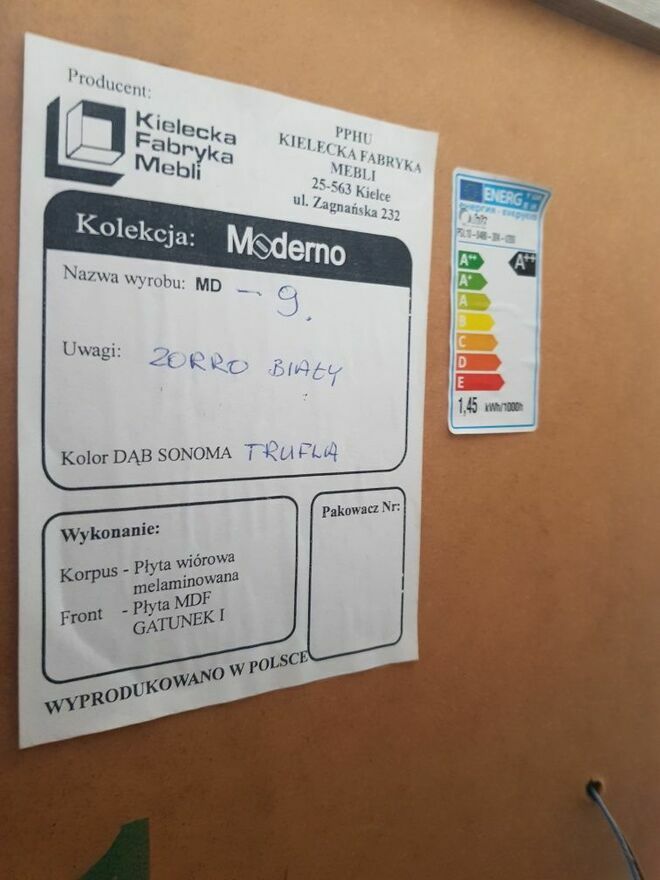 Producent:
Kielecka
Fabryka
Mebli
PPHU
KIELECKA FABRYKA
MEBLI
25-563 Kielce
ul. Zagnańska 232
Kolekcja: Moderno
Nazwa wyrobu: MD - 9.
Uwagi: ZORRO BIAŁY
Kolor DĄB SONOMA TRUFLA
Wykonanie:
Korpus - Płyta wiórowa
melaminowana
Front - Płyta MDF
GATUNEK I
Pakowacz Nr:
WYPRODUKOWANO W POLSCE
ENERG
A++
A++
A+
A
B
C
D
E
1,45 kWh/1000h